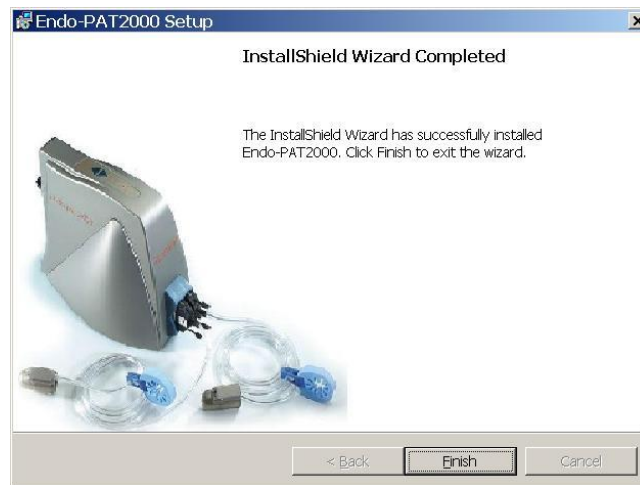 Endo-PAT2000 Setup
InstallShield Wizard Completed
The InstallShield Wizard has successfully installed
Endo-PAT2000. Click Finish to exit the wizard.
< Back
Finish
Cancel